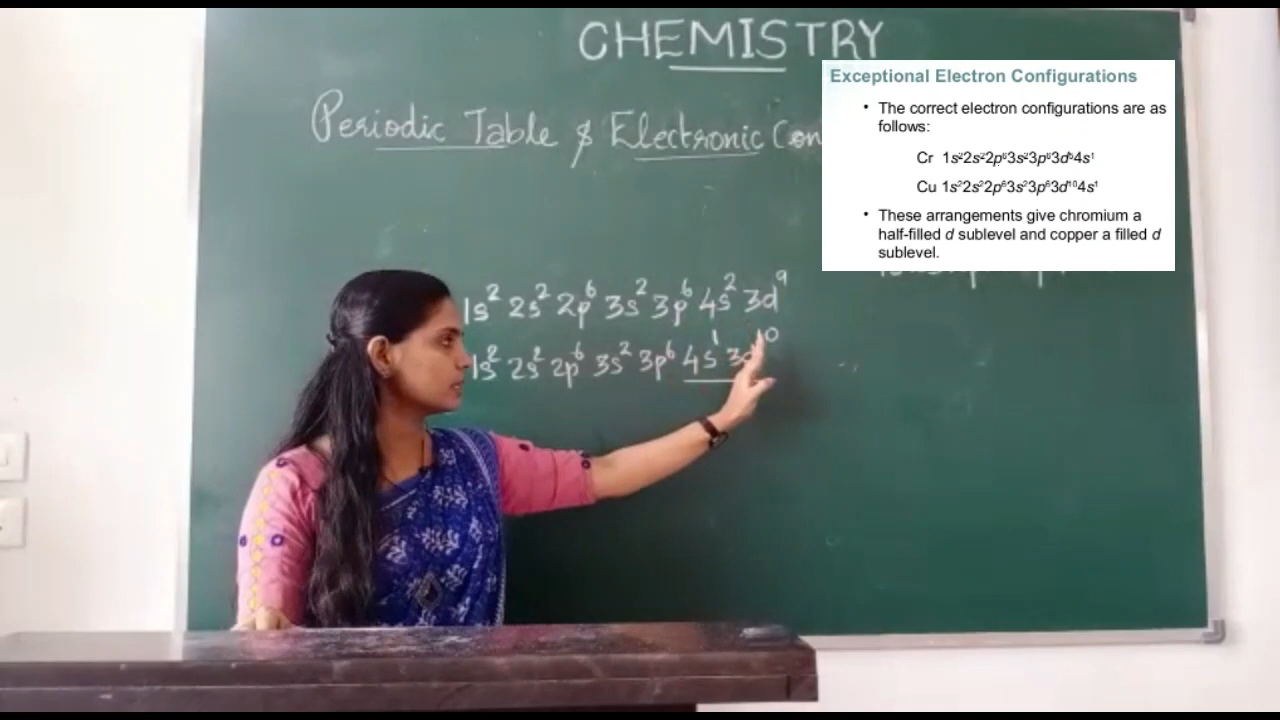 CHEMISTRY
Periodic Table & Electronic Con
Exceptional Electron Configurations
• The correct electron configurations are as
follows:
Cr 1s²2s²2p⁶3s²3p⁶3d⁵4s¹
Cu 1s²2s²2p⁶3s²3p⁶3d¹⁰4s¹
• These arrangements give chromium a
half-filled d sublevel and copper a filled d
sublevel.
1s² 2s² 2p⁶ 3s² 3p⁶ 4s² 3d⁹
1s² 2s² 2p⁶ 3s² 3p⁶ 4s¹ 3d¹⁰